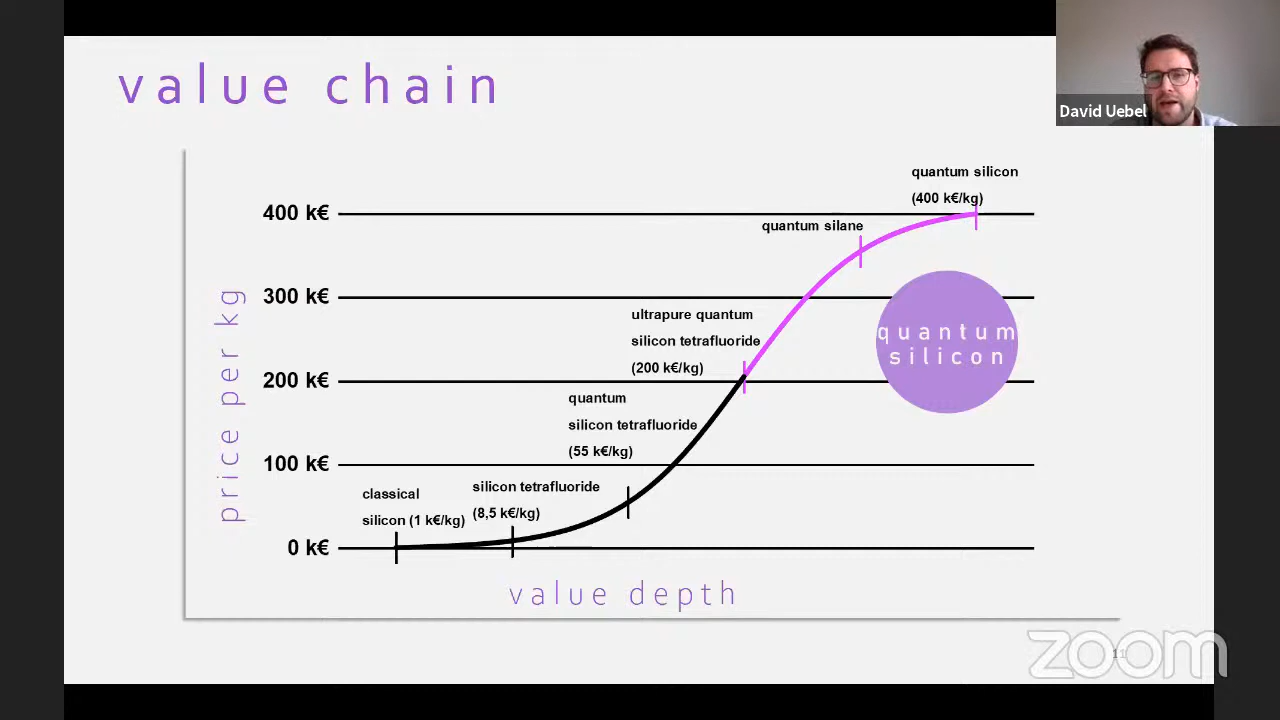 value chain
David Uebel
quantum silicon
(400 k€/kg)
400 k€
quantum silane
300 k€
ultrapure quantum
silicon tetrafluoride
(200 k€/kg)
quantum
silicon
200 k€
quantum
silicon tetrafluoride
(55 k€/kg)
100 k€
silicon tetrafluoride
(8,5 k€/kg)
classical
silicon (1 k€/kg)
0 k€
price per kg
value depth
zoom
11